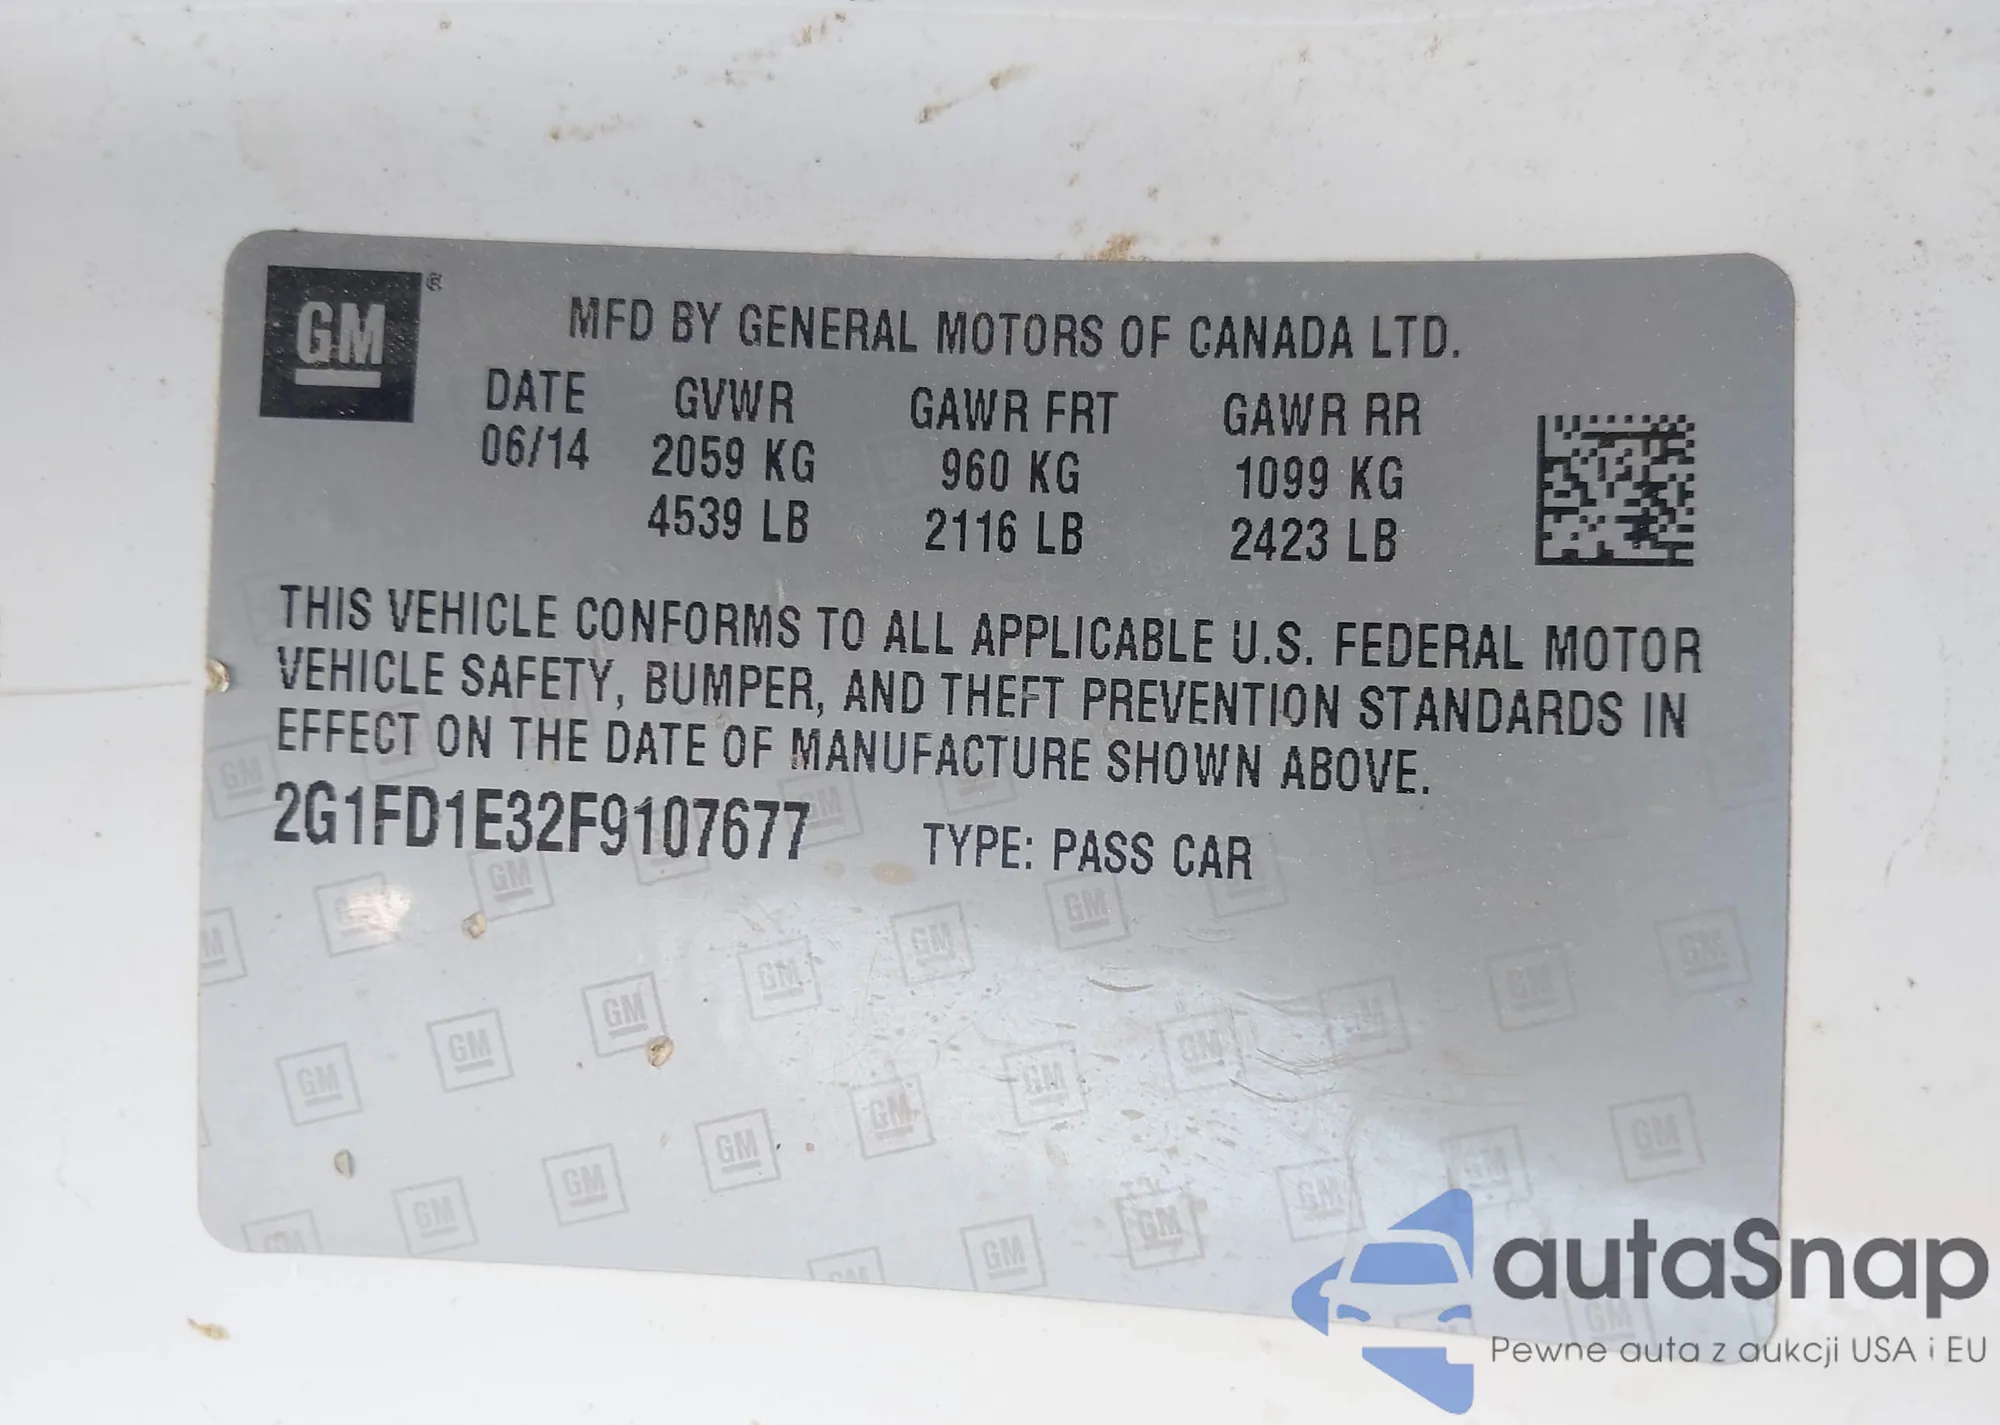 GM ®
MFD BY GENERAL MOTORS OF CANADA LTD.
DATE GVWR GAWR FRT GAWR RR
06/14 2059 KG 960 KG 1099 KG
4539 LB 2116 LB 2423 LB
THIS VEHICLE CONFORMS TO ALL APPLICABLE U.S. FEDERAL MOTOR
VEHICLE SAFETY, BUMPER, AND THEFT PREVENTION STANDARDS IN
EFFECT ON THE DATE OF MANUFACTURE SHOWN ABOVE.
2G1FD1E32F9107677 TYPE: PASS CAR
autaSnap
Pewne auta z aukcji USA i EU